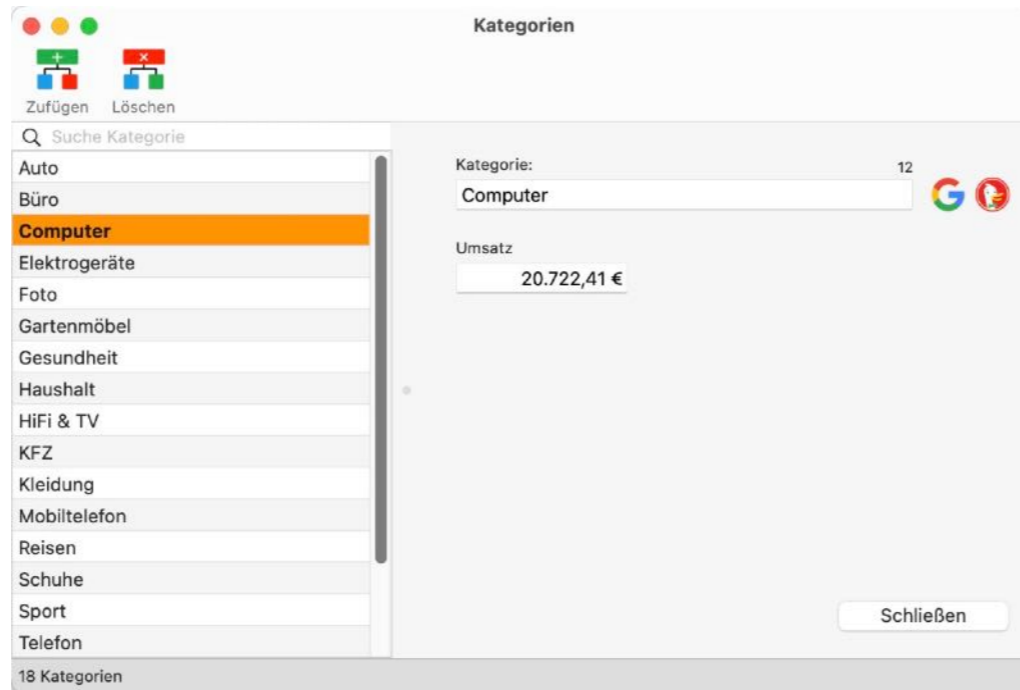 Kategorien
Zufügen Löschen
Suche Kategorie
Auto
Büro
Computer
Elektrogeräte
Foto
Gartenmöbel
Gesundheit
Haushalt
HiFi & TV
KFZ
Kleidung
Mobiltelefon
Reisen
Schuhe
Sport
Telefon
18 Kategorien
Kategorie: 12
Computer
Umsatz
20.722,41 €
Schließen